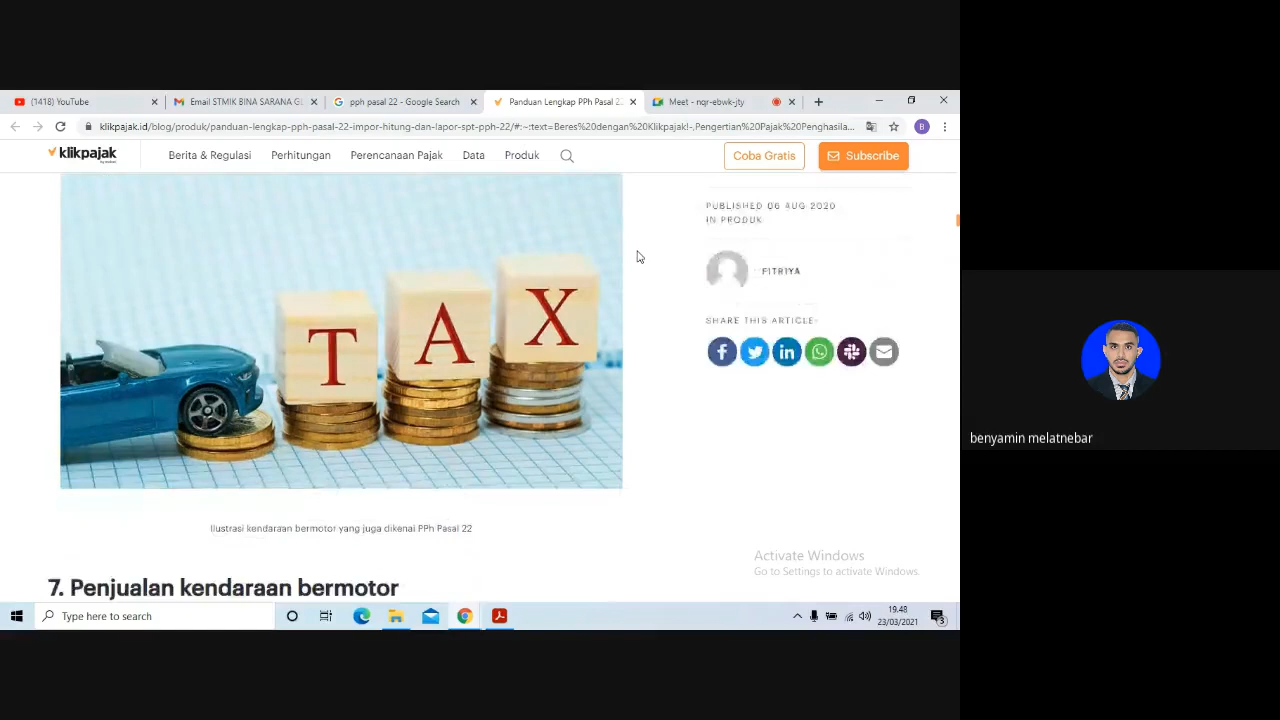 (1418) YouTube
Email STMIK BINA SARANA GL
pph pasal 22 - Google Search
Panduan Lengkap PPh Pasal 22
Meet - nqr-ebwk-jty
klikpajak.id/blog/produk/panduan-lengkap-pph-pasal-22-impor-hitung-dan-lapor-spt-pph-22/#:~:text=Beres%20dengan%20Klikpajak!-,Pengertian%20Pajak%20Penghasila...
B
klikpajak
Berita & Regulasi
Perhitungan
Perencanaan Pajak
Data
Produk
Coba Gratis
Subscribe
TAX
PUBLISHED 06 AUG 2020
IN PRODUK
FITRIYA
SHARE THIS ARTICLE:
Ilustrasi kendaraan bermotor yang juga dikenai PPh Pasal 22
7. Penjualan kendaraan bermotor
Activate Windows
Go to Settings to activate Windows.
Type here to search
19.48
23/03/2021
3
benyamin melatnebar